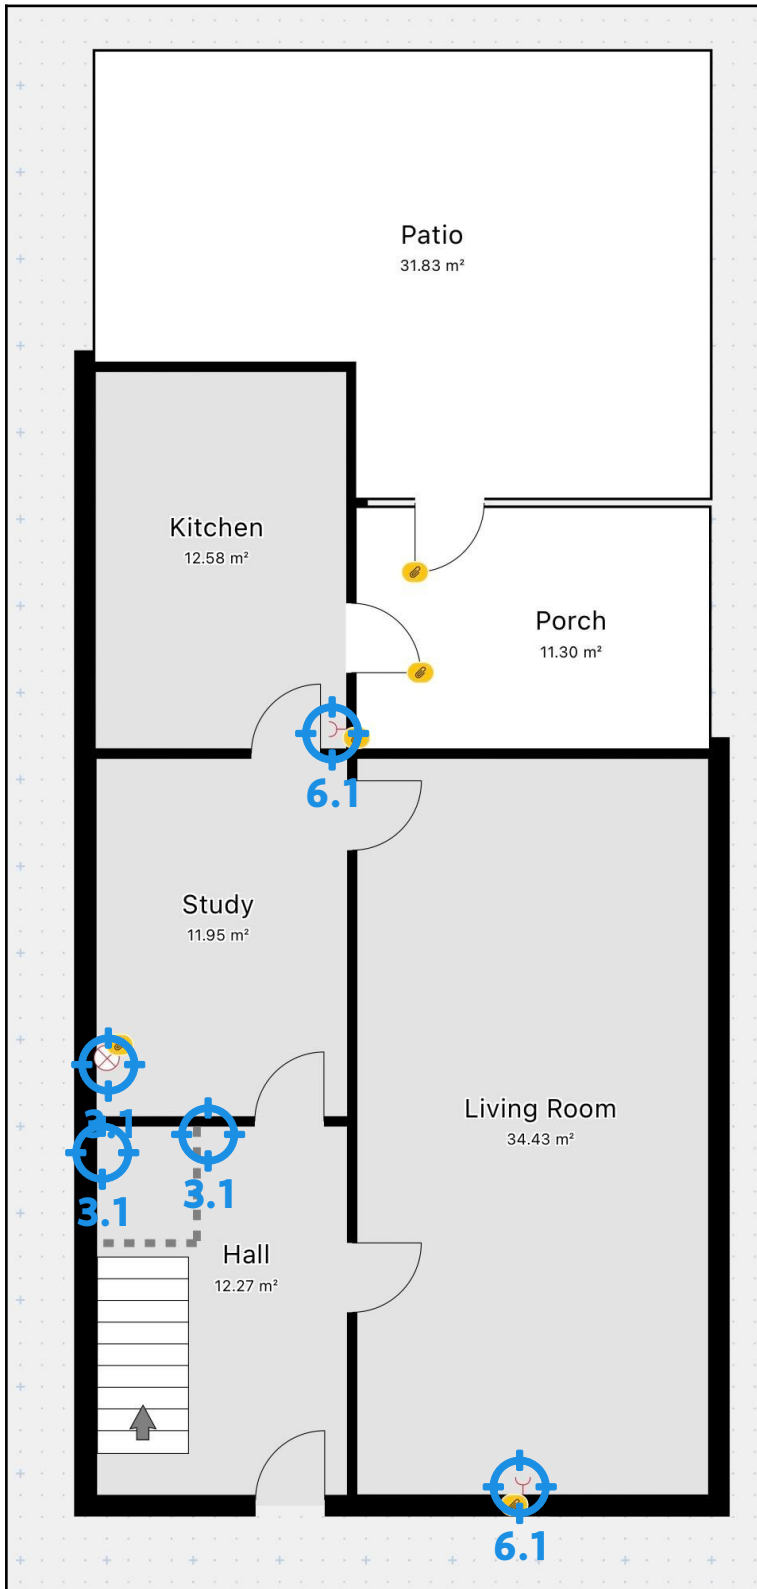 Patio
31.83 m²
Kitchen
12.58 m²
Porch
11.30 m²
6.1
Study
11.95 m²
3.1
Living Room
34.43 m²
3.1
3.1
Hall
12.27 m²
6.1